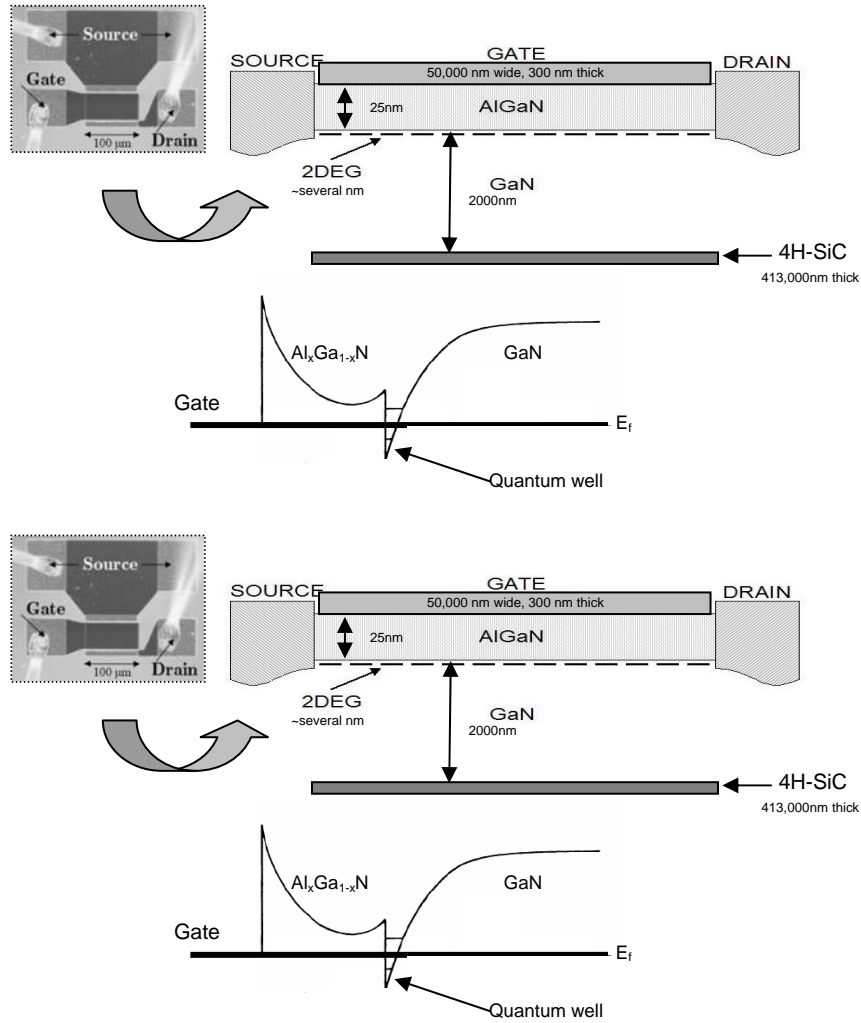 Source
Gate
Drain
100 µm
SOURCE GATE DRAIN
50,000 nm wide, 300 nm thick
25nm AlGaN
2DEG
~several nm
GaN
2000nm
4H-SiC
413,000nm thick
AlxGa1-xN GaN
Gate
Ef
Quantum well
Source
Gate
Drain
100 µm
SOURCE GATE DRAIN
50,000 nm wide, 300 nm thick
25nm AlGaN
2DEG
~several nm
GaN
2000nm
4H-SiC
413,000nm thick
AlxGa1-xN GaN
Gate
Ef
Quantum well